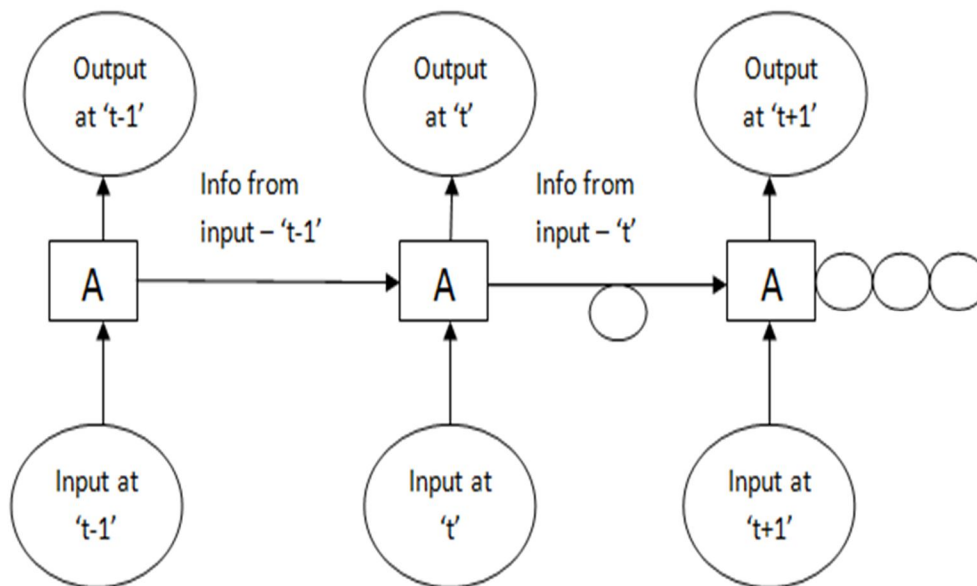 Output
at ‘t-1’
Output
at ‘t’
Output
at ‘t+1’
Info from
input – ‘t-1’
Info from
input – ‘t’
A
A
A
Input at
‘t-1’
Input at
‘t’
Input at
‘t+1’